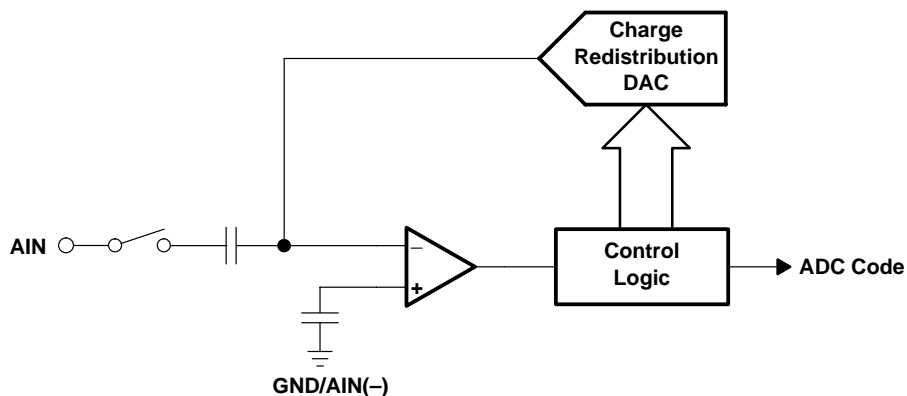 Charge
Redistribution
DAC
AIN
−
+
Control
Logic
ADC Code
GND/AIN(−)